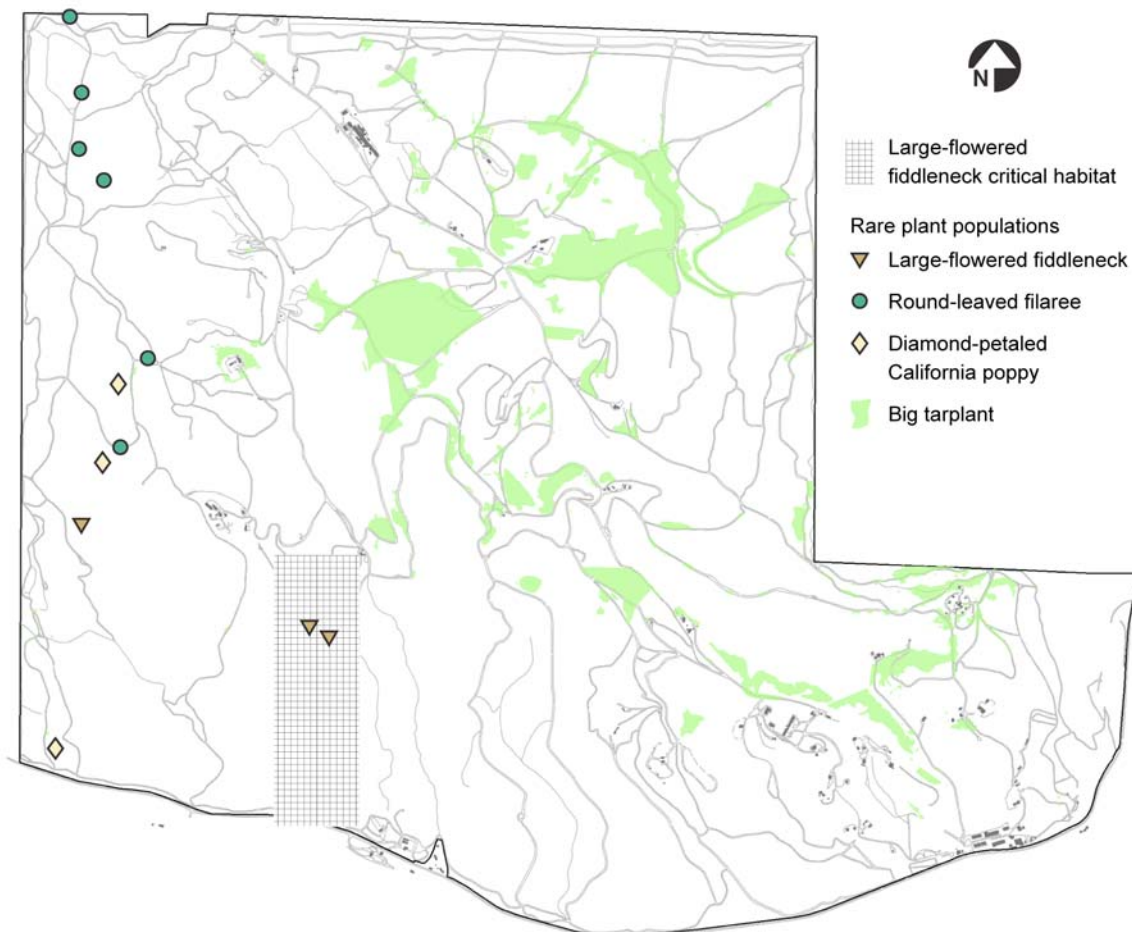 N
Large-flowered
fiddleneck critical habitat
Rare plant populations
Large-flowered fiddleneck
Round-leaved filaree
Diamond-petaled
California poppy
Big tarplant